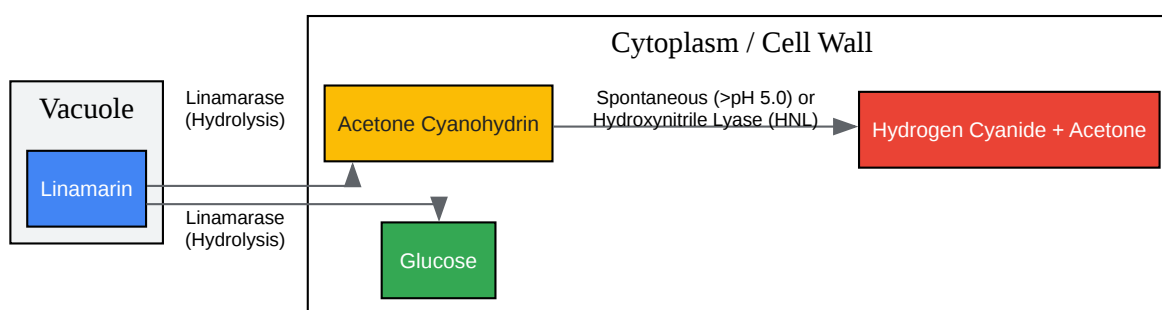 Cytoplasm / Cell Wall
Vacuole
Linamarase
(Hydrolysis)
Acetone Cyanohydrin
Spontaneous (>pH 5.0) or
Hydroxynitrile Lyase (HNL)
Hydrogen Cyanide + Acetone
Linamarin
Linamarase
(Hydrolysis)
Glucose